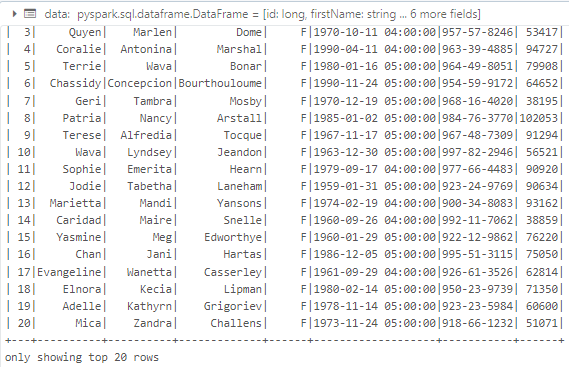 data: pyspark.sql.dataframe.DataFrame = [id: long, firstName: string ... 6 more fields]
| 3| Quyen| Marlen| Dome| F|1970-10-11 04:00:00|957-57-8246| 53417|
| 4| Coralie| Antonina| Marshal| F|1990-04-11 04:00:00|963-39-4885| 94727|
| 5| Terrie| Wava| Bonar| F|1980-01-16 05:00:00|964-49-8051| 79908|
| 6| Chassidy|Concepcion|Bourthouloume| F|1990-11-24 05:00:00|954-59-9172| 64652|
| 7| Geri| Tambra| Mosby| F|1970-12-19 05:00:00|968-16-4020| 38195|
| 8| Patria| Nancy| Arstall| F|1985-01-02 05:00:00|984-76-3770|102053|
| 9| Terese| Alfredia| Tocque| F|1967-11-17 05:00:00|967-48-7309| 91294|
| 10| Wava| Lyndsey| Jeandon| F|1963-12-30 05:00:00|997-82-2946| 56521|
| 11| Sophie| Emerita| Hearn| F|1979-09-17 04:00:00|977-66-4483| 90920|
| 12| Jodie| Tabetha| Laneham| F|1959-01-31 05:00:00|923-24-9769| 90634|
| 13| Marietta| Mandi| Yansons| F|1974-02-19 04:00:00|900-34-8083| 93162|
| 14| Caridad| Maire| Snelle| F|1960-09-26 04:00:00|992-11-7062| 38859|
| 15| Yasmine| Meg| Edworthye| F|1960-01-29 05:00:00|922-12-9862| 76220|
| 16| Chan| Jani| Hartas| F|1986-12-05 05:00:00|995-51-3115| 75050|
| 17|Evangeline| Wanetta| Casserley| F|1961-09-29 04:00:00|926-61-3526| 62814|
| 18| Elnora| Kecia| Lipman| F|1980-02-14 05:00:00|950-23-9739| 71350|
| 19| Adelle| Kathyrn| Grigoriev| F|1978-11-14 05:00:00|923-23-5984| 60600|
| 20| Mica| Zandra| Challens| F|1973-11-24 05:00:00|918-66-1232| 51071|
+---+----------+----------+-------------+------+-------------------+-----------+------+
only showing top 20 rows